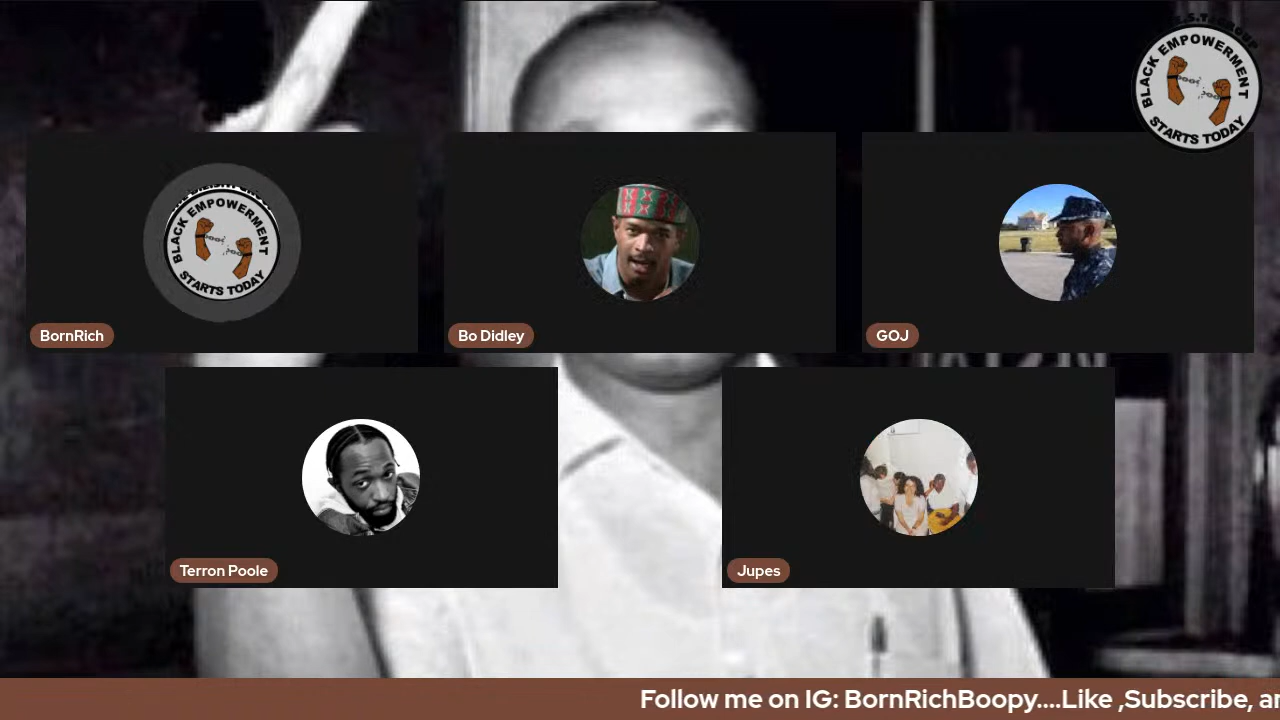 BLACK EMPOWERMENT
STARTS TODAY
BLACK EMPOWERMENT
STARTS TODAY
BornRich
Bo Didley
GOJ
Terron Poole
Jupes
Follow me on IG: BornRichBoopy....Like ,Subscribe,